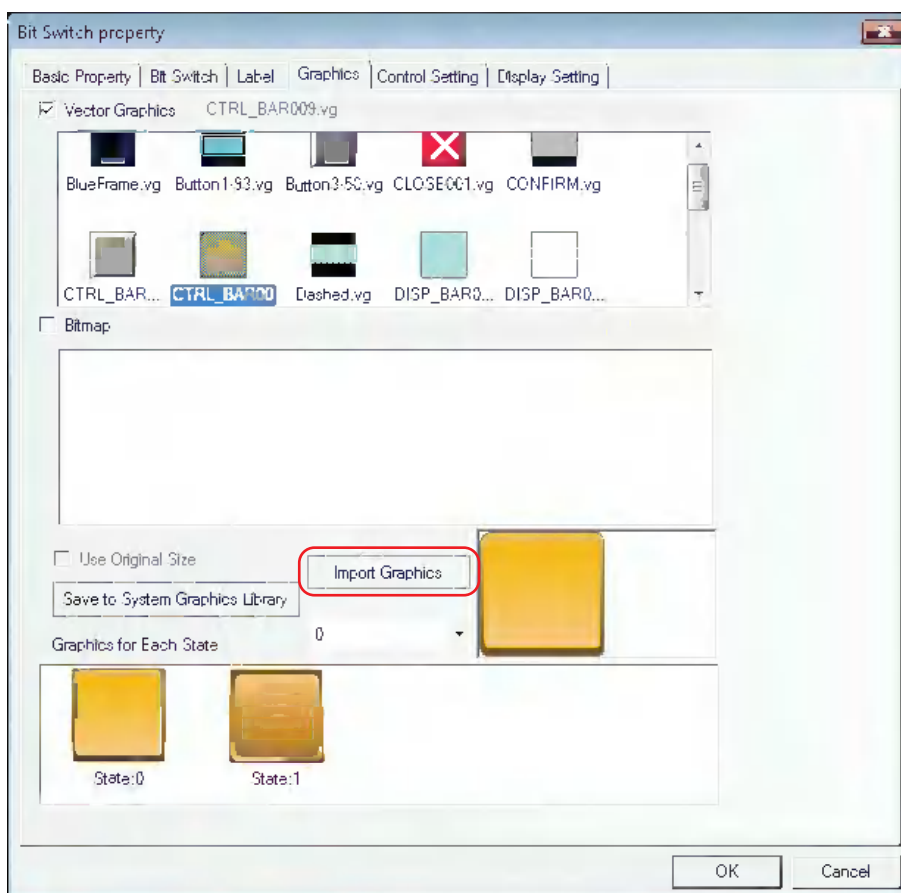 Bit Switch property
Basic Property Bit Switch Label Graphics Control Setting Display Setting
Vector Graphics CTRL_BAR009.vg
BlueFrame.vg Button1-93.vg Button3-50.vg CLOSE001.vg CONFIRM.vg
CTRL_BAR... CTRL_BAR00 Dashed.vg DISP_BAR0... DISP_BAR0...
Bitmap
Use Original Size
Import Graphics
Save to System Graphics Library
0
Graphics for Each State
State:0 State:1
OK Cancel